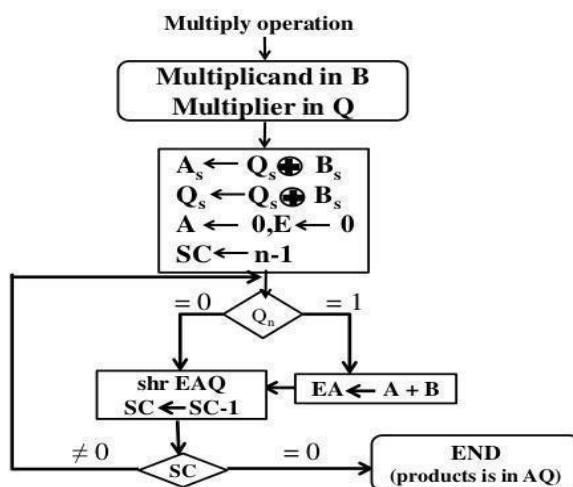 Multiply operation
Multiplicand in B
Multiplier in Q
As ← Qs ⊕ Bs
Qs ← Qs ⊕ Bs
A ← 0,E ← 0
SC ← n-1
= 0
= 1
Qn
shr EAQ
SC ← SC-1
EA ← A + B
≠ 0
SC
= 0
END
(products is in AQ)